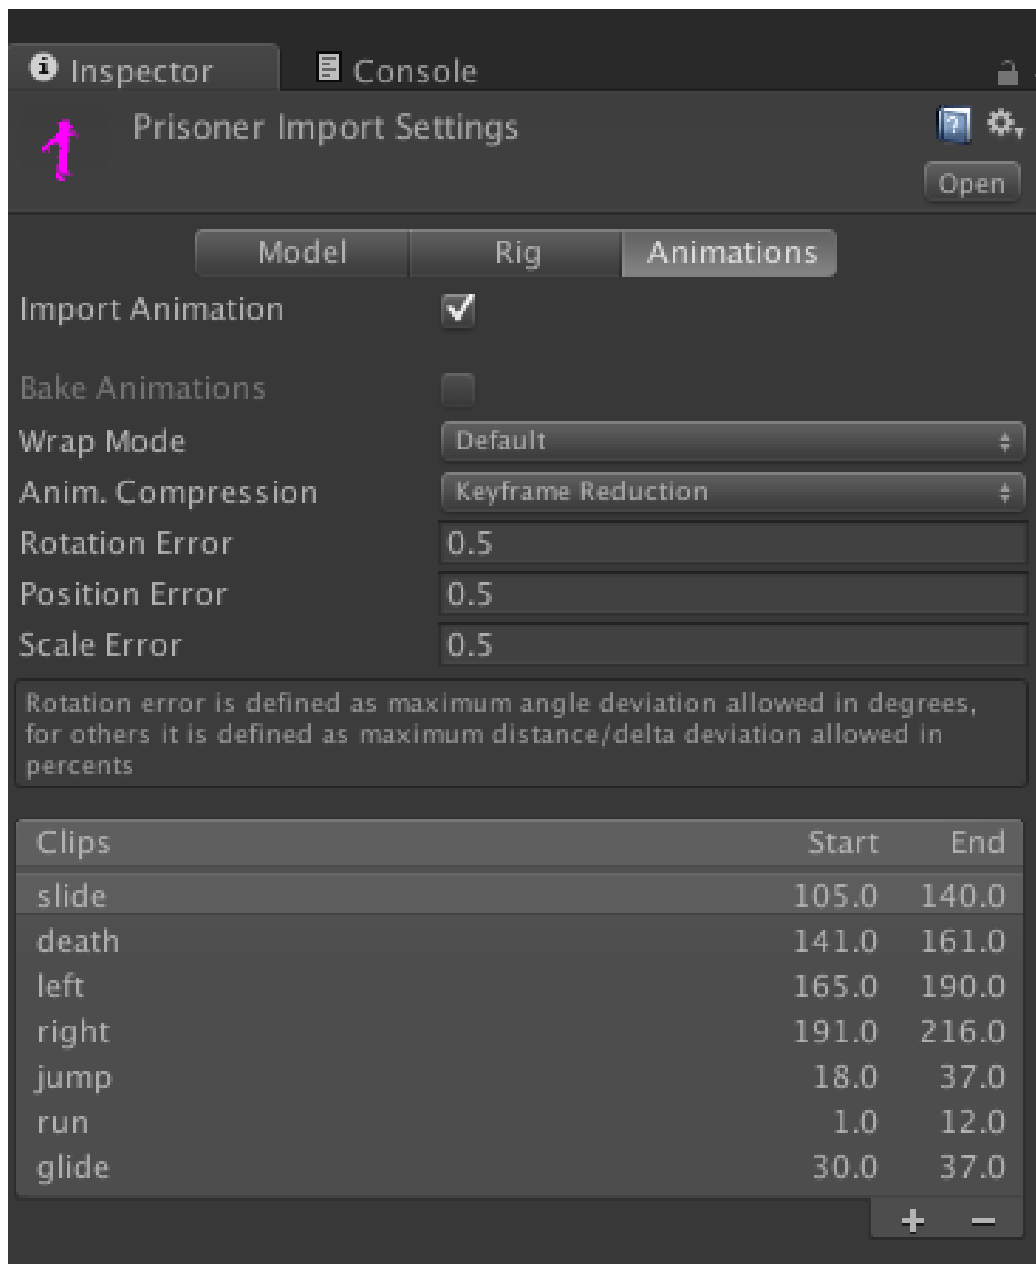 Inspector Console
Prisoner Import Settings
Open
Model Rig Animations
Import Animation
Bake Animations
Wrap Mode Default
Anim. Compression Keyframe Reduction
Rotation Error 0.5
Position Error 0.5
Scale Error 0.5
Rotation error is defined as maximum angle deviation allowed in degrees,
for others it is defined as maximum distance/delta deviation allowed in
percents
Clips Start End
slide 105.0 140.0
death 141.0 161.0
left 165.0 190.0
right 191.0 216.0
jump 18.0 37.0
run 1.0 12.0
glide 30.0 37.0